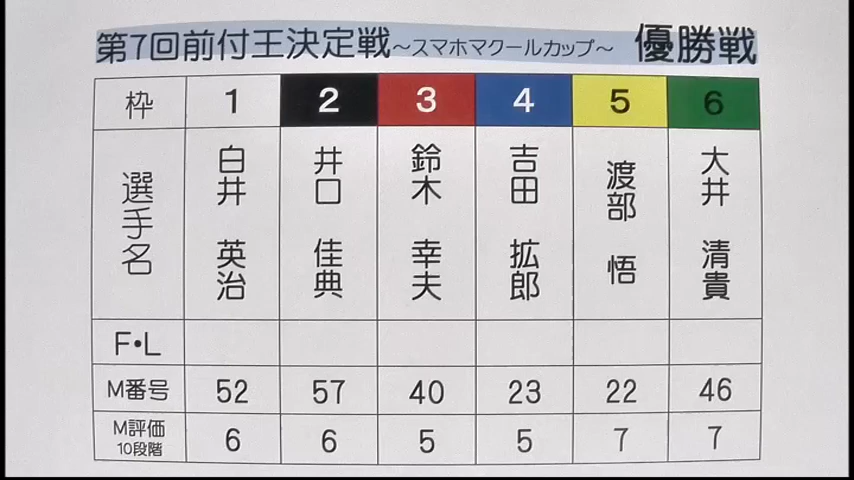 第7回前付王決定戦～スマホマクールカップ～ 優勝戦
枠 1 2 3 4 5 6
選手名 白井 英治 井口 佳典 鈴木 幸夫 吉田 拡郎 渡部 悟 大井 清貴
F・L
M番号 52 57 40 23 22 46
M評価 10段階 6 6 5 5 7 7